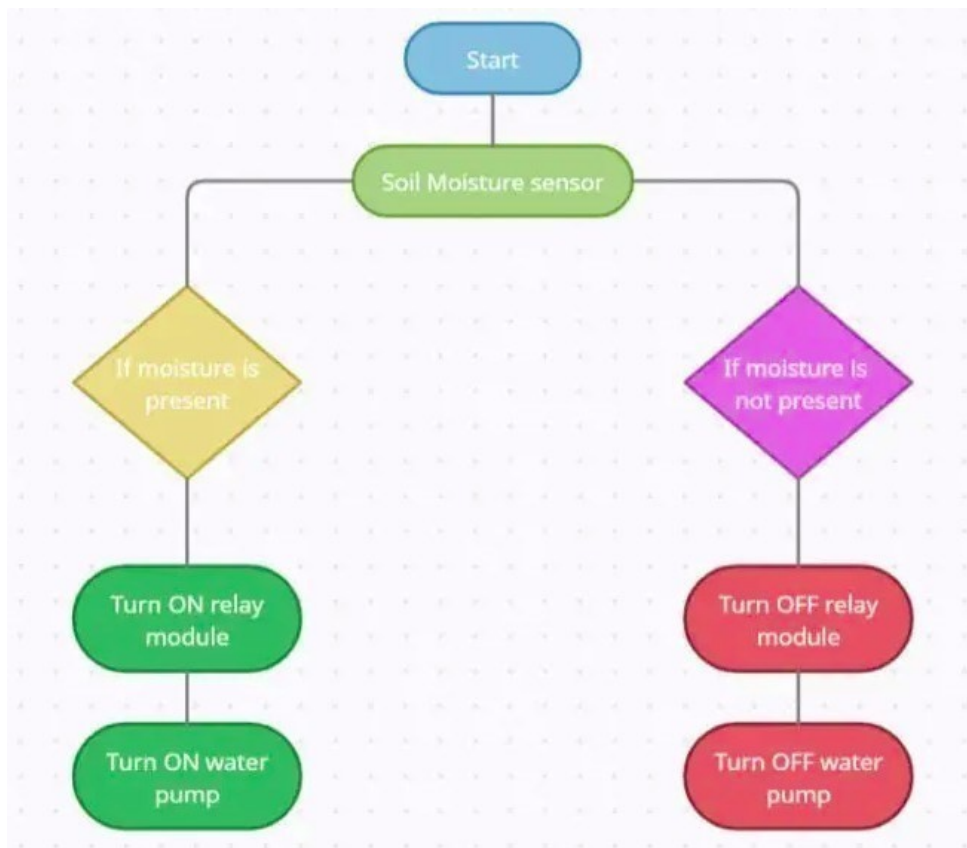 Start
Soil Moisture sensor
If moisture is
present
If moisture is
not present
Turn ON relay
module
Turn OFF relay
module
Turn ON water
pump
Turn OFF water
pump